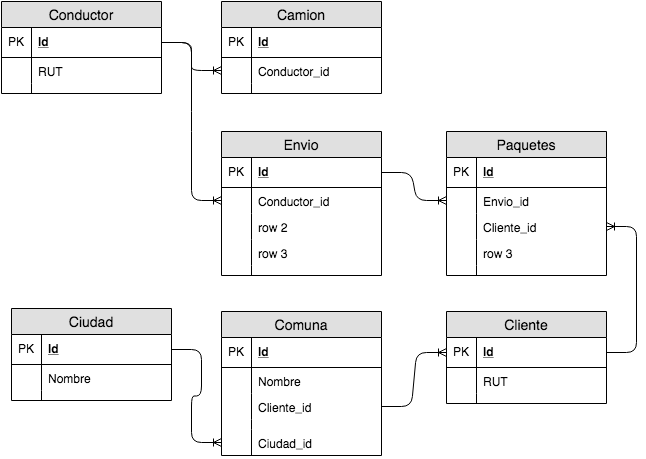 Conductor
PK Id
RUT
Camion
PK Id
Conductor_id
Envio
PK Id
Conductor_id
row 2
row 3
Paquetes
PK Id
Envio_id
Cliente_id
row 3
Ciudad
PK Id
Nombre
Comuna
PK Id
Nombre
Cliente_id
Ciudad_id
Cliente
PK Id
RUT